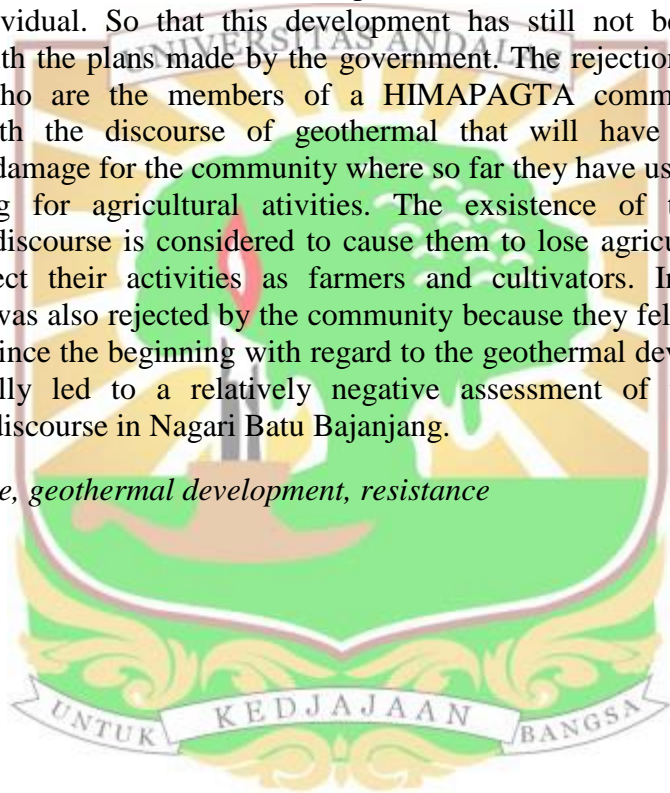 vidual. So that this development has still not be
th the plans made by the government. The rejection
UNIVERSITAS ANDALAS
ho are the members of a HIMAPAGTA comm
th the discourse of geothermal that will have
damage for the community where so far they have us
g for agricultural ativities. The exsistence of t
discourse is considered to cause them to lose agricu
ect their activities as farmers and cultivators. I
was also rejected by the community because they fel
ince the beginning with regard to the geothermal dev
lly led to a relatively negative assessment of
discourse in Nagari Batu Bajanjang.
e, geothermal development, resistance
UNTUK KEDJAJAAN BANGSA